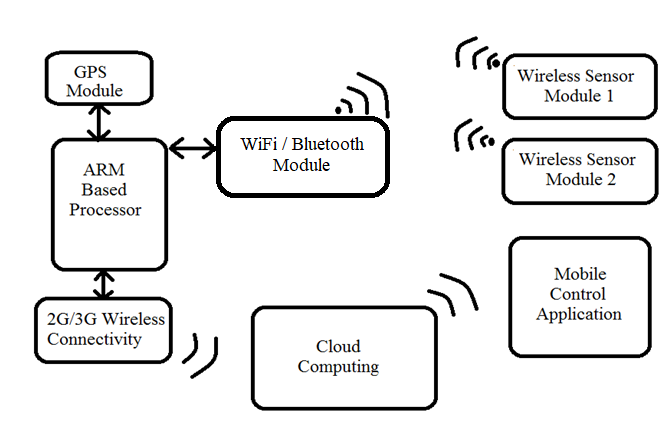 GPS
Module
ARM
Based
Processor
WiFi / Bluetooth
Module
Wireless Sensor
Module 1
Wireless Sensor
Module 2
2G/3G Wireless
Connectivity
Cloud
Computing
Mobile
Control
Application